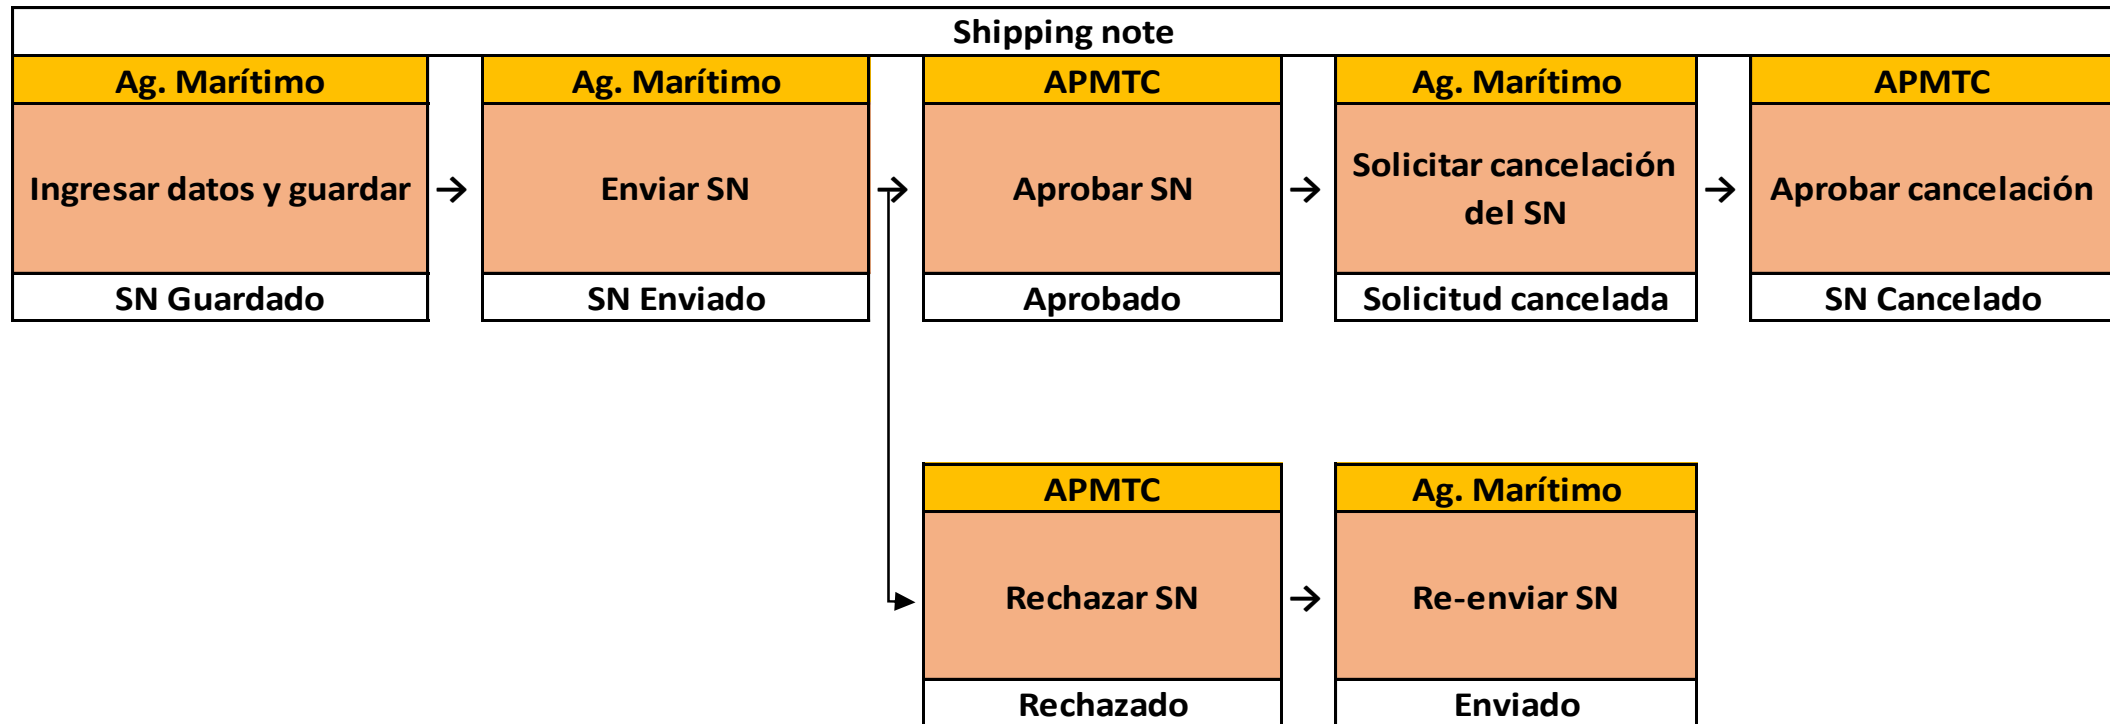 Shipping note
Ag. Marítimo
Ingresar datos y guardar
SN Guardado
→
Ag. Marítimo
Enviar SN
SN Enviado
→
APMTC
Aprobar SN
Aprobado
→
Ag. Marítimo
Solicitar cancelación
del SN
Solicitud cancelada
→
APMTC
Aprobar cancelación
SN Cancelado
APMTC
Rechazar SN
Rechazado
→
Ag. Marítimo
Re-enviar SN
Enviado